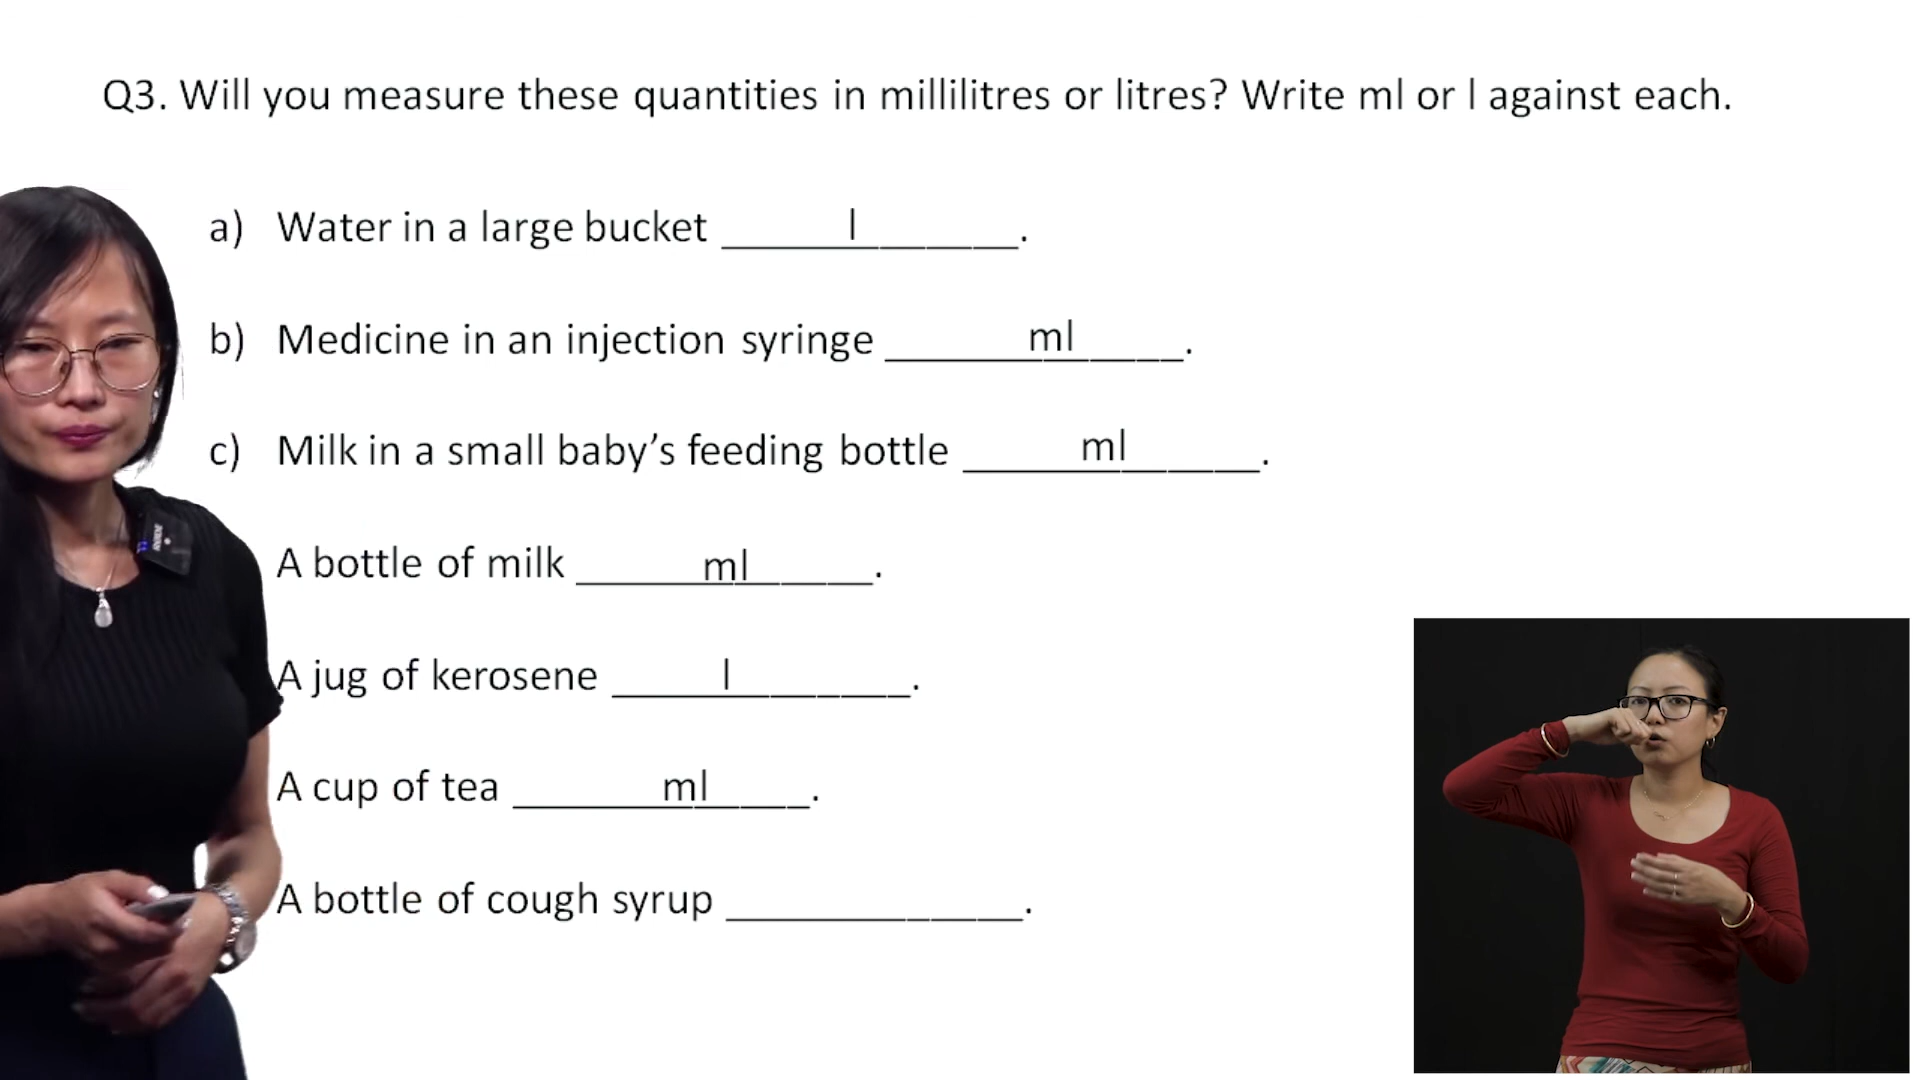 Q3. Will you measure these quantities in millilitres or litres? Write ml or l against each.
a) Water in a large bucket ______l______.
b) Medicine in an injection syringe ______ml______.
c) Milk in a small baby’s feeding bottle ______ml______.
A bottle of milk ______ml______.
A jug of kerosene ______l______.
A cup of tea ______ml______.
A bottle of cough syrup ____________.